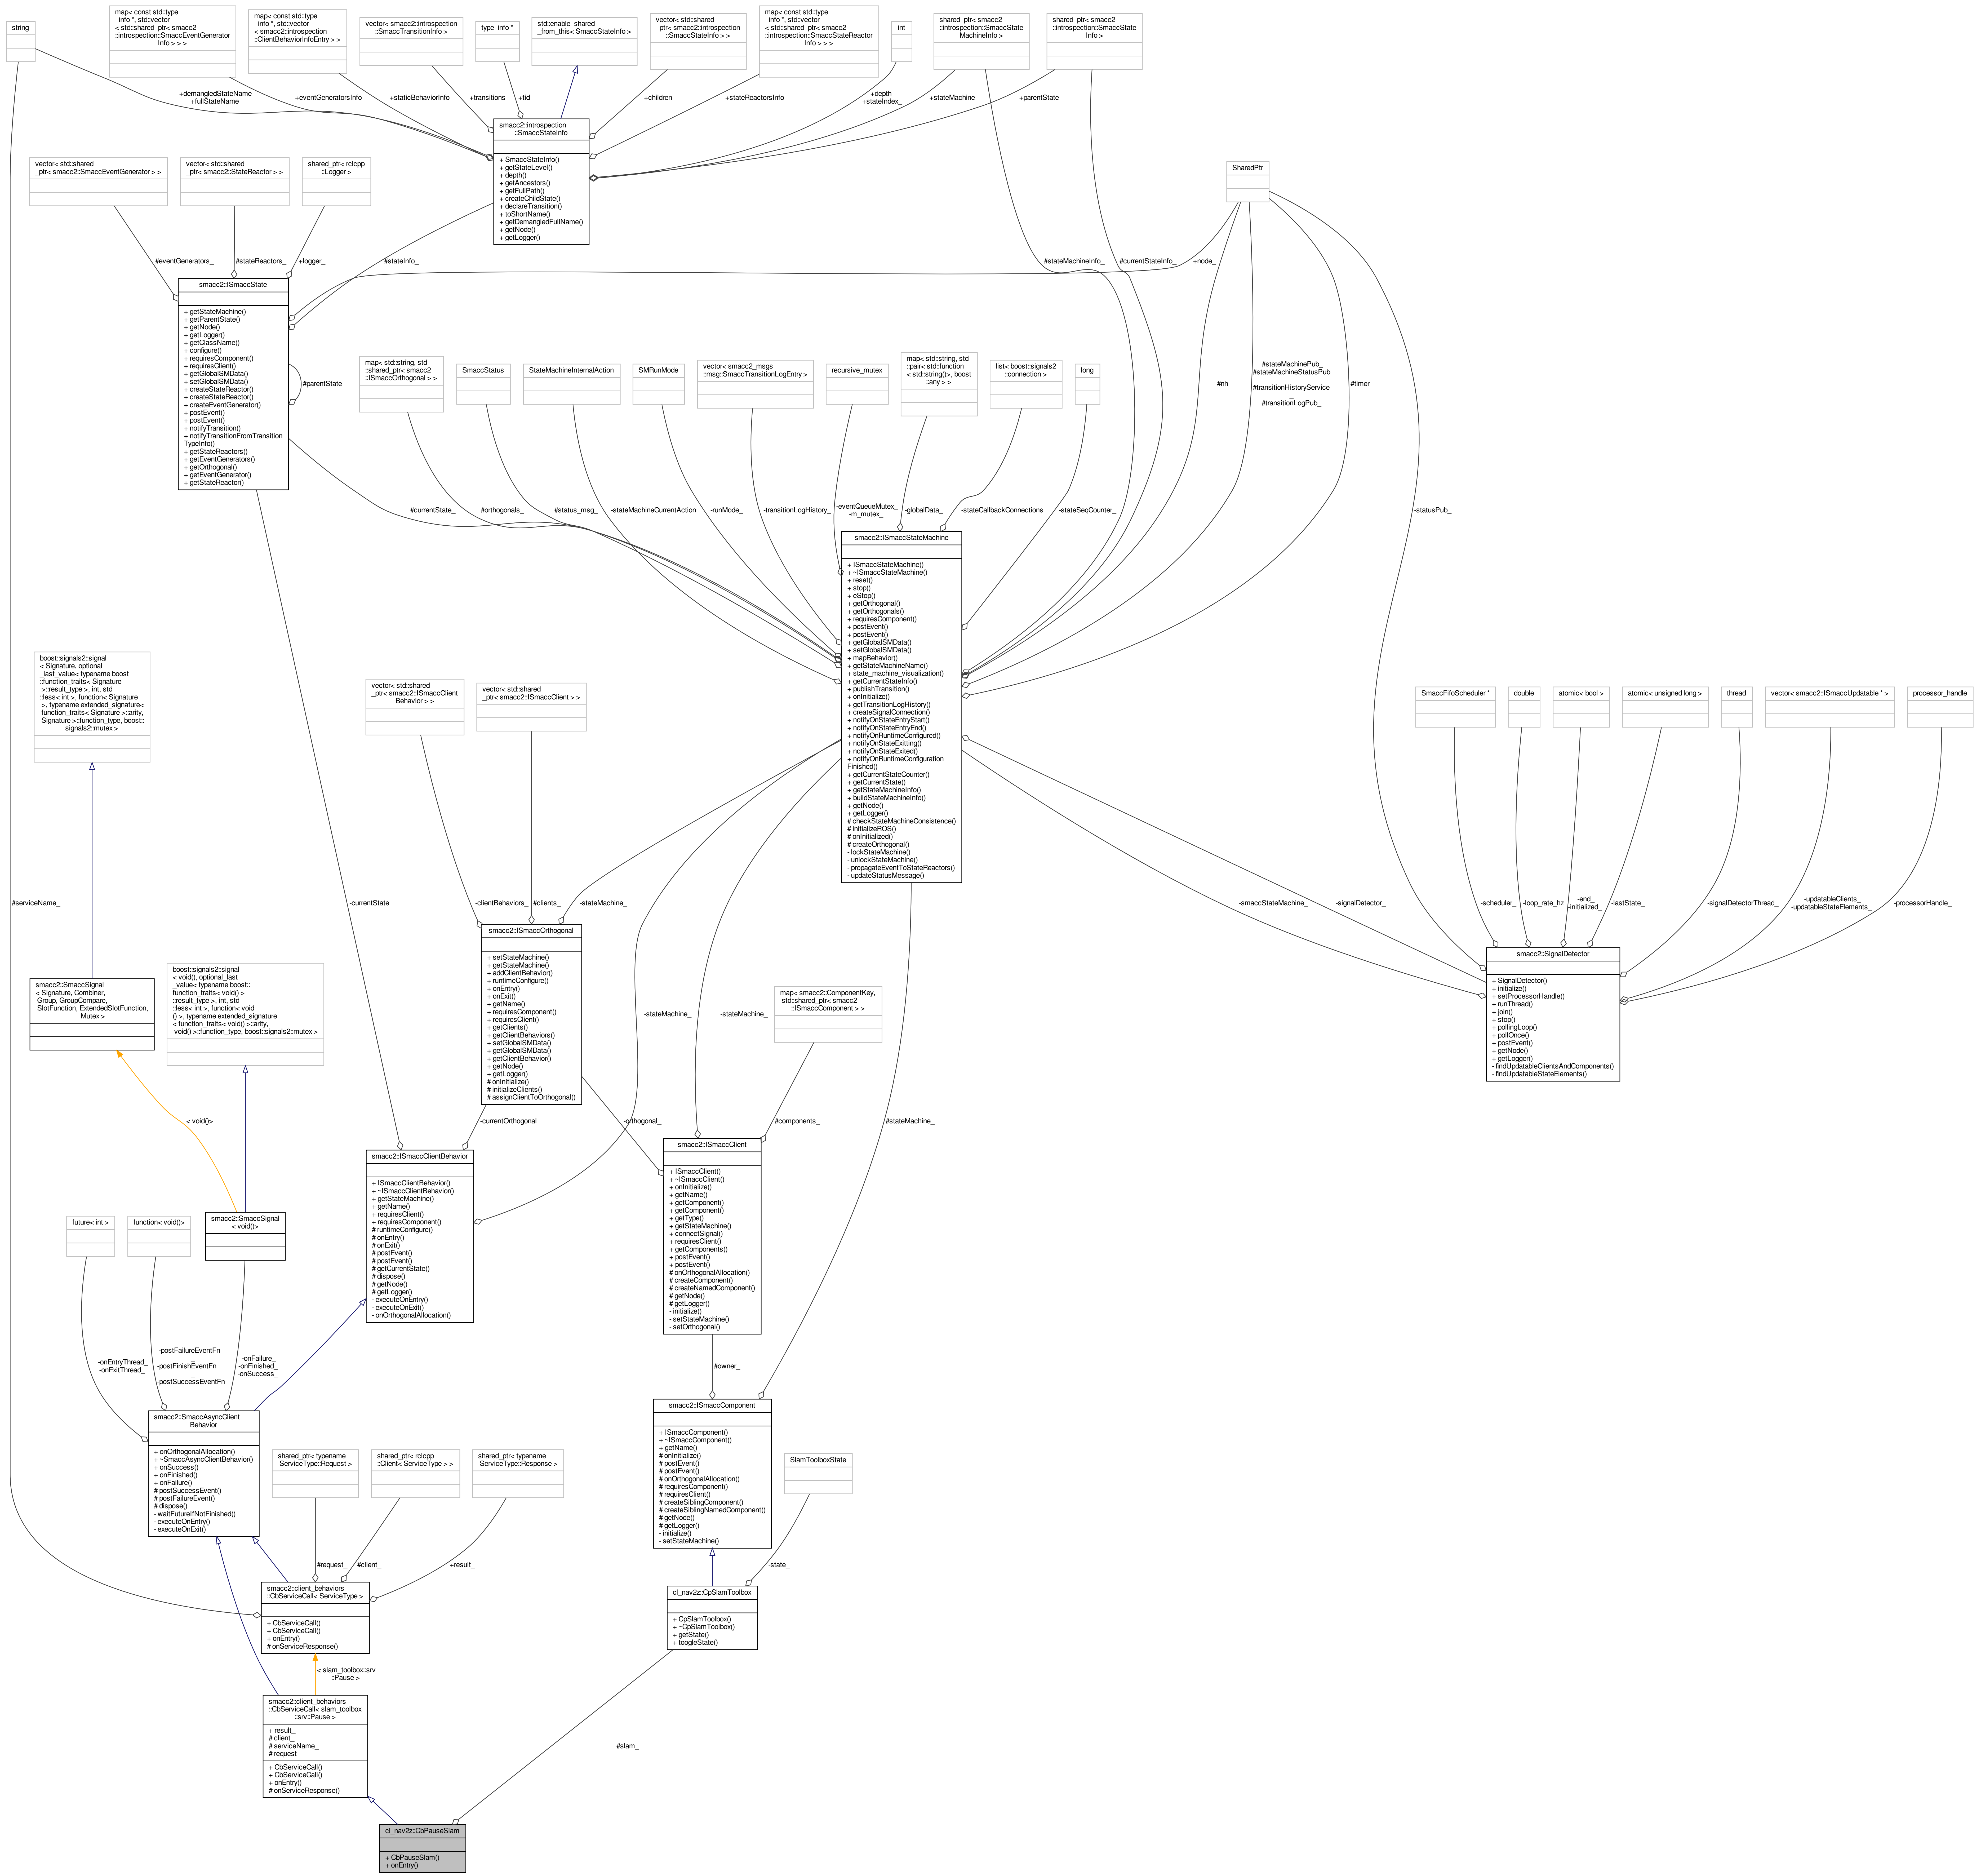 string
map< const std::type
_info *, std::vector
< std::shared_ptr< smacc2
::introspection::SmaccEventGenerator
Info > > >
map< const std::type
_info *, std::vector
< smacc2::introspection
::ClientBehaviorInfoEntry > >
vector< smacc2::introspection
::SmaccTransitionInfo >
type_info *
std::enable_shared
_from_this< SmaccStateInfo >
vector< std::shared
_ptr< smacc2::introspection
::SmaccStateInfo > >
map< const std::type
_info *, std::vector
< std::shared_ptr< smacc2
::introspection::SmaccStateReactor
Info > > >
int
shared_ptr< smacc2
::introspection::SmaccState
MachineInfo >
shared_ptr< smacc2
::introspection::SmaccState
Info >
+demangledStateName
+fullStateName
+eventGeneratorsInfo
+staticBehaviorInfo
+transitions_
+tid_
+children_
+stateReactorsInfo
+depth_
+stateIndex_
+stateMachine_
+parentState_
smacc2::introspection
::SmaccStateInfo
+ SmaccStateInfo()
+ getStateLevel()
+ depth()
+ getAncestors()
+ getFullPath()
+ createChildState()
+ declareTransition()
+ toShortName()
+ getDemangledFullName()
+ getNode()
+ getLogger()
vector< std::shared
_ptr< smacc2::SmaccEventGenerator > >
vector< std::shared
_ptr< smacc2::StateReactor > >
shared_ptr< rclcpp
::Logger >
SharedPtr
#eventGenerators_
#stateReactors_
+logger_
#stateInfo_
#stateMachineInfo_
#currentStateInfo_
+node_
smacc2::ISmaccState
+ getStateMachine()
+ getParentState()
+ getNode()
+ getLogger()
+ getClassName()
+ configure()
+ requiresComponent()
+ requiresClient()
+ getGlobalSMData()
+ setGlobalSMData()
+ createStateReactor()
+ createStateReactor()
+ createEventGenerator()
+ postEvent()
+ postEvent()
+ notifyTransition()
+ notifyTransitionFromTransition
TypeInfo()
+ getStateReactors()
+ getEventGenerators()
+ getOrthogonal()
+ getEventGenerator()
+ getStateReactor()
#parentState_
map< std::string, std
::shared_ptr< smacc2
::ISmaccOrthogonal > >
SmaccStatus
StateMachineInternalAction
SMRunMode
vector< smacc2_msgs
::msg::SmaccTransitionLogEntry >
recursive_mutex
map< std::string, std
::pair< std::function
< std::string()>, boost
::any > >
list< boost::signals2
::connection >
long
#nh_
#stateMachinePub_
#stateMachineStatusPub
_
#transitionHistoryService
_
#transitionLogPub_
#timer_
#currentState_
#orthogonals_
#status_msg_
-stateMachineCurrentAction
-runMode_
-transitionLogHistory_
-eventQueueMutex_
-m_mutex_
-globalData_
-stateCallbackConnections
-stateSeqCounter_
-statusPub_
smacc2::ISmaccStateMachine
+ ISmaccStateMachine()
+ ~ISmaccStateMachine()
+ reset()
+ stop()
+ eStop()
+ getOrthogonal()
+ getOrthogonals()
+ requiresComponent()
+ postEvent()
+ postEvent()
+ getGlobalSMData()
+ setGlobalSMData()
+ mapBehavior()
+ getStateMachineName()
+ state_machine_visualization()
+ getCurrentStateInfo()
+ publishTransition()
+ onInitialize()
+ getTransitionLogHistory()
+ createSignalConnection()
+ notifyOnStateEntryStart()
+ notifyOnStateEntryEnd()
+ notifyOnRuntimeConfigured()
+ notifyOnStateExitting()
+ notifyOnStateExited()
+ notifyOnRuntimeConfiguration
Finished()
+ getCurrentStateCounter()
+ getCurrentState()
+ getStateMachineInfo()
+ buildStateMachineInfo()
+ getNode()
+ getLogger()
# checkStateMachineConsistence()
# initializeROS()
# onInitialized()
# createOrthogonal()
- lockStateMachine()
- unlockStateMachine()
- propagateEventToStateReactors()
- updateStatusMessage()
boost::signals2::signal
< Signature, optional
_last_value< typename boost
::function_traits< Signature
>::result_type >, int, std
::less< int >, function< Signature
>, typename extended_signature<
function_traits< Signature >::arity,
Signature >::function_type, boost::
signals2::mutex >
vector< std::shared
_ptr< smacc2::ISmaccClient
Behavior > >
vector< std::shared
_ptr< smacc2::ISmaccClient > >
SmaccFifoScheduler *
double
atomic< bool >
atomic< unsigned long >
thread
vector< smacc2::ISmaccUpdatable * >
processor_handle
#serviceName_
-currentState
-clientBehaviors_
#clients_
-stateMachine_
-smaccStateMachine_
-signalDetector_
-scheduler_
-loop_rate_hz
-end_
-initialized_
-lastState_
-signalDetectorThread_
-updatableClients_
-updatableStateElements_
-processorHandle_
smacc2::ISmaccOrthogonal
+ setStateMachine()
+ getStateMachine()
+ addClientBehavior()
+ runtimeConfigure()
+ onEntry()
+ onExit()
+ getName()
+ requiresComponent()
+ requiresClient()
+ getClients()
+ getClientBehaviors()
+ setGlobalSMData()
+ getGlobalSMData()
+ getClientBehavior()
+ getNode()
+ getLogger()
# onInitialize()
# initializeClients()
# assignClientToOrthogonal()
smacc2::SignalDetector
+ SignalDetector()
+ initialize()
+ setProcessorHandle()
+ runThread()
+ join()
+ stop()
+ pollingLoop()
+ pollOnce()
+ postEvent()
+ getNode()
+ getLogger()
- findUpdatableClientsAndComponents()
- findUpdatableStateElements()
smacc2::SmaccSignal
< Signature, Combiner,
Group, GroupCompare,
SlotFunction, ExtendedSlotFunction,
Mutex >
boost::signals2::signal
< void(), optional_last
_value< typename boost::
function_traits< void() >
::result_type >, int, std
::less< int >, function< void
() >, typename extended_signature
< function_traits< void() >::arity,
void() >::function_type, boost::signals2::mutex >
map< smacc2::ComponentKey,
std::shared_ptr< smacc2
::ISmaccComponent > >
-stateMachine_
-stateMachine_
< void()>
-currentOrthogonal
-orthogonal_
#components_
#stateMachine_
smacc2::ISmaccClientBehavior
+ ISmaccClientBehavior()
+ ~ISmaccClientBehavior()
+ getStateMachine()
+ getName()
+ requiresClient()
+ requiresComponent()
# runtimeConfigure()
# onEntry()
# onExit()
# postEvent()
# postEvent()
# getCurrentState()
# dispose()
# getNode()
# getLogger()
- executeOnEntry()
- executeOnExit()
- onOrthogonalAllocation()
smacc2::ISmaccClient
+ ISmaccClient()
+ ~ISmaccClient()
+ onInitialize()
+ getName()
+ getComponent()
+ getComponent()
+ getType()
+ getStateMachine()
+ connectSignal()
+ requiresClient()
+ getComponents()
+ postEvent()
+ postEvent()
# onOrthogonalAllocation()
# createComponent()
# createNamedComponent()
# getNode()
# getLogger()
- initialize()
- setStateMachine()
- setOrthogonal()
future< int >
function< void()>
smacc2::SmaccSignal
< void()>
-onEntryThread_
-onExitThread_
-postFailureEventFn
_
-postFinishEventFn
_
-postSuccessEventFn_
-onFailure_
-onFinished_
-onSuccess_
#owner_
smacc2::SmaccAsyncClient
Behavior
+ onOrthogonalAllocation()
+ ~SmaccAsyncClientBehavior()
+ onSuccess()
+ onFinished()
+ onFailure()
# postSuccessEvent()
# postFailureEvent()
# dispose()
- waitFutureIfNotFinished()
- executeOnEntry()
- executeOnExit()
shared_ptr< typename
ServiceType::Request >
shared_ptr< rclcpp
::Client< ServiceType > >
shared_ptr< typename
ServiceType::Response >
smacc2::ISmaccComponent
+ ISmaccComponent()
+ ~ISmaccComponent()
+ getName()
# onInitialize()
# postEvent()
# postEvent()
# onOrthogonalAllocation()
# requiresComponent()
# requiresClient()
# createSiblingComponent()
# createSiblingNamedComponent()
# getNode()
# getLogger()
- initialize()
- setStateMachine()
SlamToolboxState
#request_
#client_
+result_
-state_
smacc2::client_behaviors
::CbServiceCall< ServiceType >
+ CbServiceCall()
+ CbServiceCall()
+ onEntry()
# onServiceResponse()
cl_nav2z::CpSlamToolbox
+ CpSlamToolbox()
+ ~CpSlamToolbox()
+ getState()
+ toogleState()
< slam_toolbox::srv
::Pause >
smacc2::client_behaviors
::CbServiceCall< slam_toolbox
::srv::Pause >
+ result_
# client_
# serviceName_
# request_
+ CbServiceCall()
+ CbServiceCall()
+ onEntry()
# onServiceResponse()
#slam_
cl_nav2z::CbPauseSlam
+ CbPauseSlam()
+ onEntry()